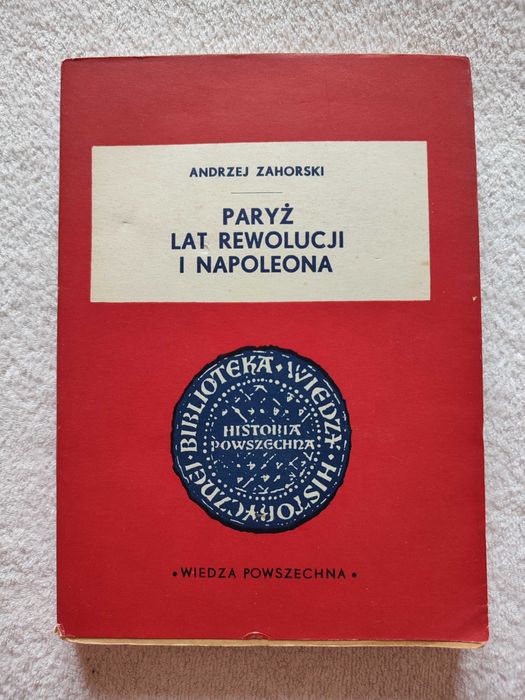 ANDRZEJ ZAHORSKI
PARYŻ
LAT REWOLUCJI
I NAPOLEONA
BIBLIOTEKA • WIEDZY • HISTORYCZNEJ •
HISTORIA
POWSZECHNA
• WIEDZA POWSZECHNA •